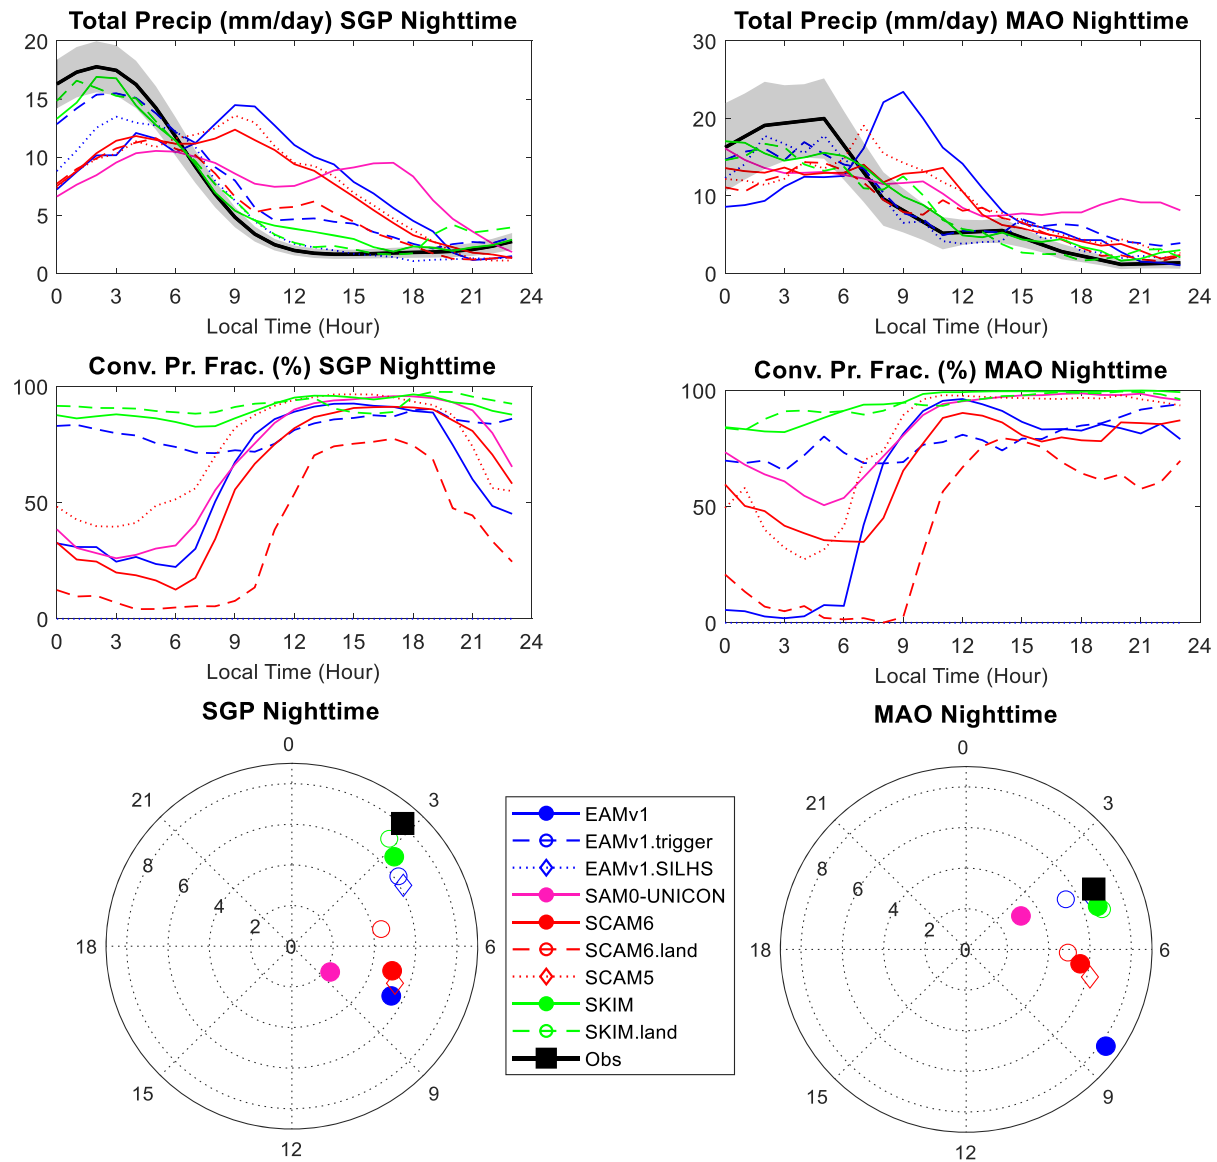 Total Precip (mm/day) SGP Nighttime
20
15
10
5
0
0 3 6 9 12 15 18 21 24
Local Time (Hour)
Total Precip (mm/day) MAO Nighttime
30
20
10
0
0 3 6 9 12 15 18 21 24
Local Time (Hour)
Conv. Pr. Frac. (%) SGP Nighttime
100
50
0
0 3 6 9 12 15 18 21 24
Local Time (Hour)
Conv. Pr. Frac. (%) MAO Nighttime
100
50
0
0 3 6 9 12 15 18 21 24
Local Time (Hour)
SGP Nighttime
0
21 3
8
6
4
2
18 0 6
15 9
12
EAMv1
EAMv1.trigger
EAMv1.SILHS
SAM0-UNICON
SCAM6
SCAM6.land
SCAM5
SKIM
SKIM.land
Obs
MAO Nighttime
0
21 3
8
6
4
2
18 0 6
15 9
12